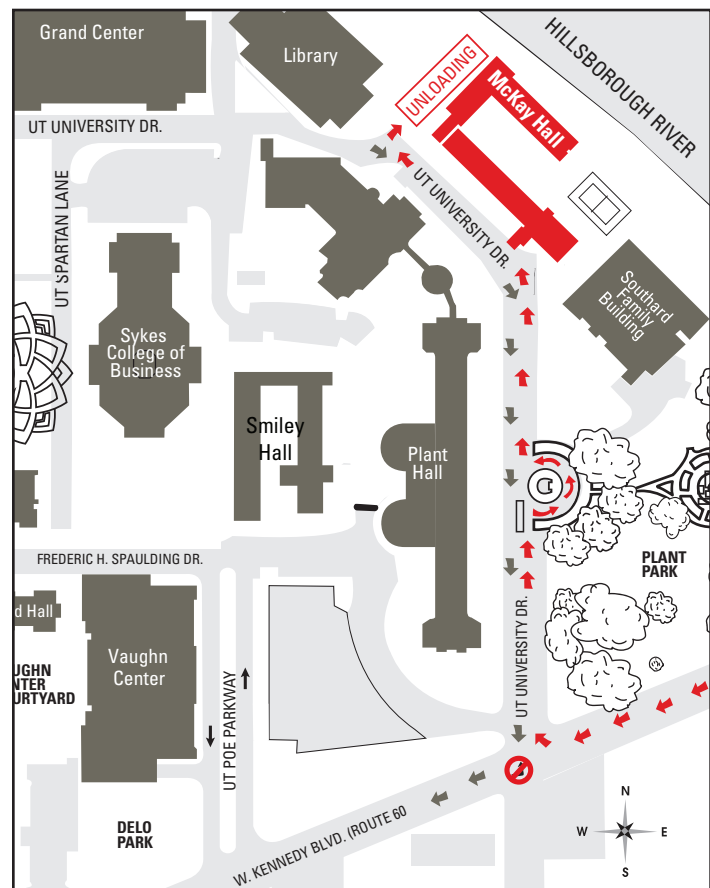 Grand Center
Library
HILLSBOROUGH RIVER
UNLOADING
McKay Hall
UT UNIVERSITY DR.
UT UNIVERSITY DR.
UT SPARTAN LANE
Southard
Family
Building
Sykes
College of
Business
Smiley
Hall
Plant
Hall
FREDERIC H. SPAULDING DR.
PLANT
PARK
d Hall
UGHN
NTER
URTYARD
Vaughn
Center
UT POE PARKWAY
UT UNIVERSITY DR.
DELO
PARK
W. KENNEDY BLVD. (ROUTE 60
N
W
E
S